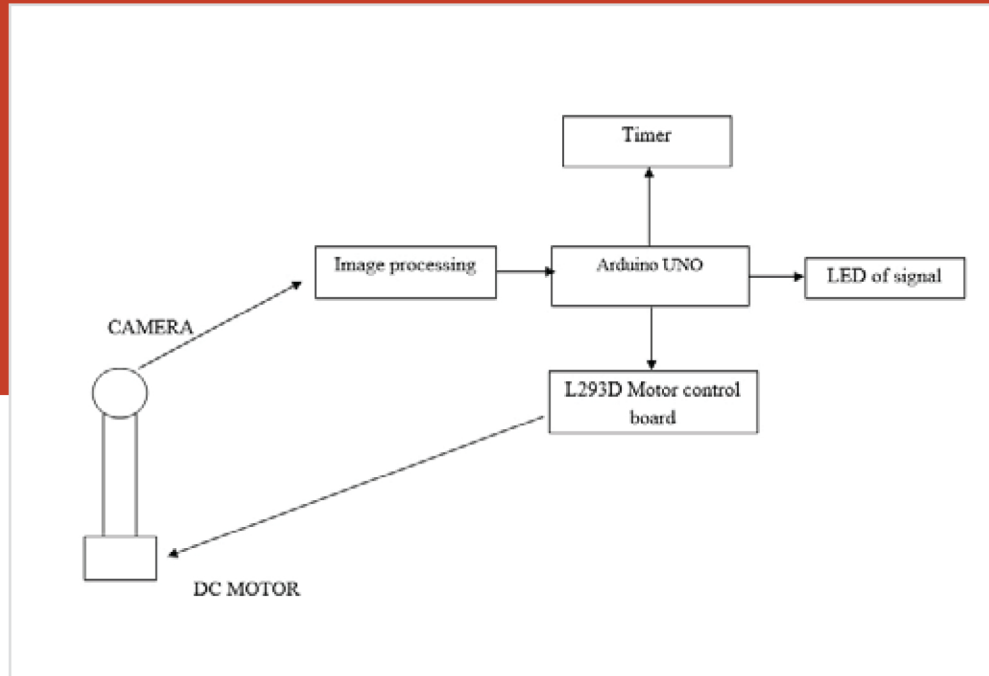 Timer
Image processing
Arduino UNO
LED of signal
CAMERA
L293D Motor control
board
DC MOTOR